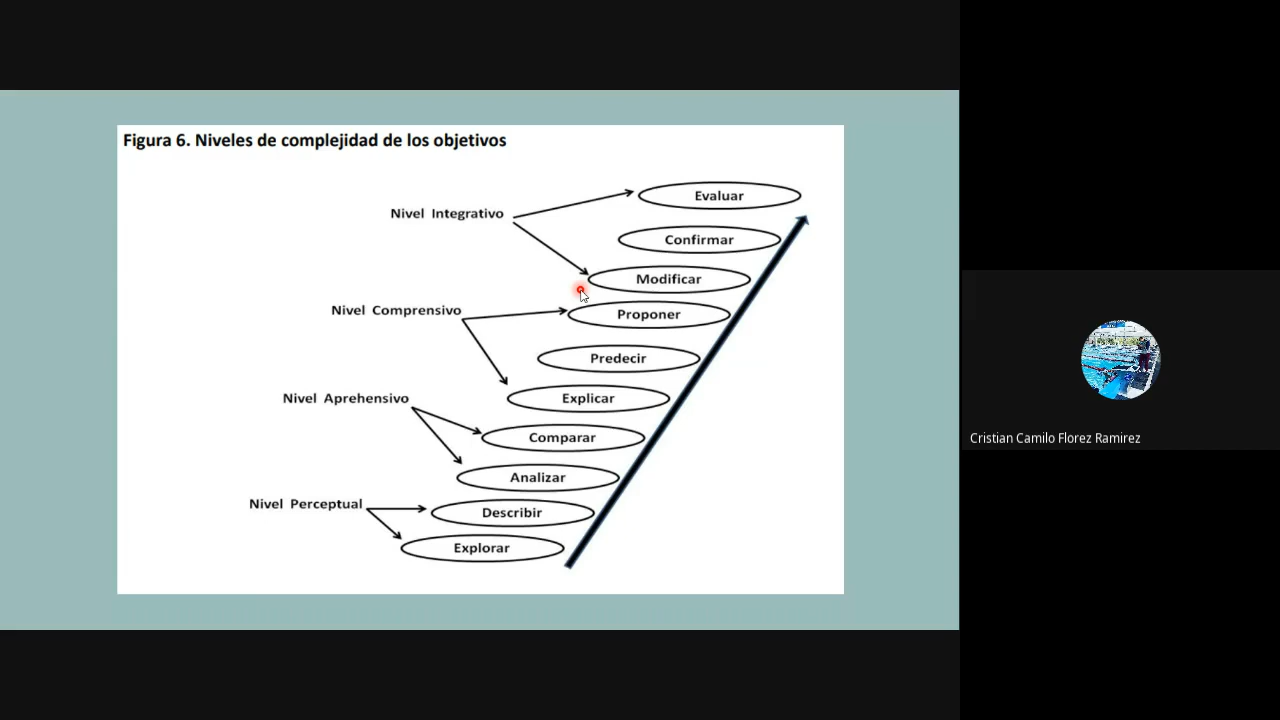 Figura 6. Niveles de complejidad de los objetivos
Evaluar
Nivel Integrativo
Confirmar
Modificar
Nivel Comprensivo
Proponer
Predecir
Explicar
Nivel Aprehensivo
Comparar
Analizar
Nivel Perceptual
Describir
Explorar
Cristian Camilo Florez Ramirez